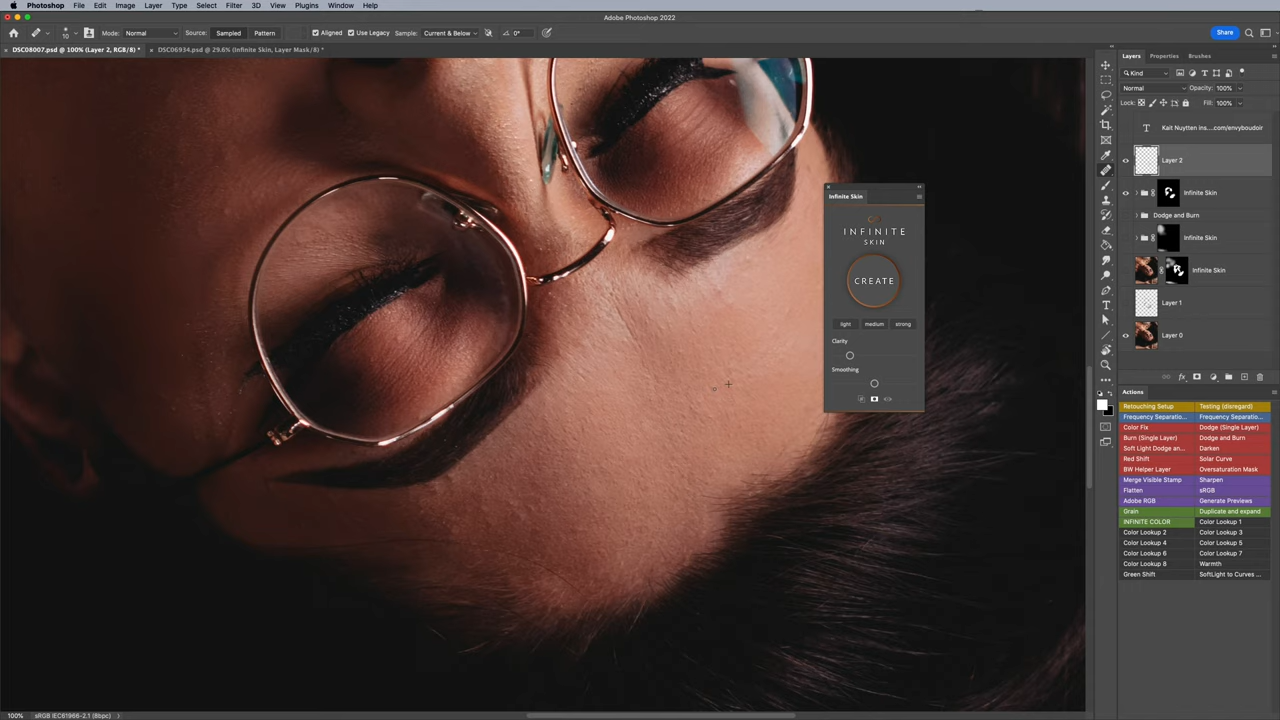 Photoshop File Edit Image Layer Type Select Filter 3D View Plugins Window Help
Adobe Photoshop 2022
10 Mode: Normal Source: Sampled Pattern Aligned Use Legacy Sample: Current & Below 0° Share
DSC08007.psd @ 100% (Layer 2, RGB/8) * DSC06934.psd @ 29.6% (Infinite Skin, Layer Mask/8) *
Layers Properties Brushes
Kind
Normal Opacity: 100%
Lock: Fill: 100%
Kait Nuytten ins....com/envyboudoir
Layer 2
Infinite Skin
Dodge and Burn
Infinite Skin
Infinite Skin
Layer 1
Layer 0
Infinite Skin
INFINITE
SKIN
CREATE
light medium strong
Clarity
Smoothing
Actions
Retouching Setup Testing (disregard)
Frequency Separatio... Frequency Separatio...
Color Fix Dodge (Single Layer)
Burn (Single Layer) Dodge and Burn
Soft Light Dodge an... Darken
Red Shift Solar Curve
BW Helper Layer Oversaturation Mask
Merge Visible Stamp Sharpen
Flatten sRGB
Adobe RGB Generate Previews
Grain Duplicate and expand
INFINITE COLOR Color Lookup 1
Color Lookup 2 Color Lookup 3
Color Lookup 4 Color Lookup 5
Color Lookup 6 Color Lookup 7
Color Lookup 8 Warmth
Green Shift SoftLight to Curves ...
100% sRGB IEC61966-2.1 (8bpc)